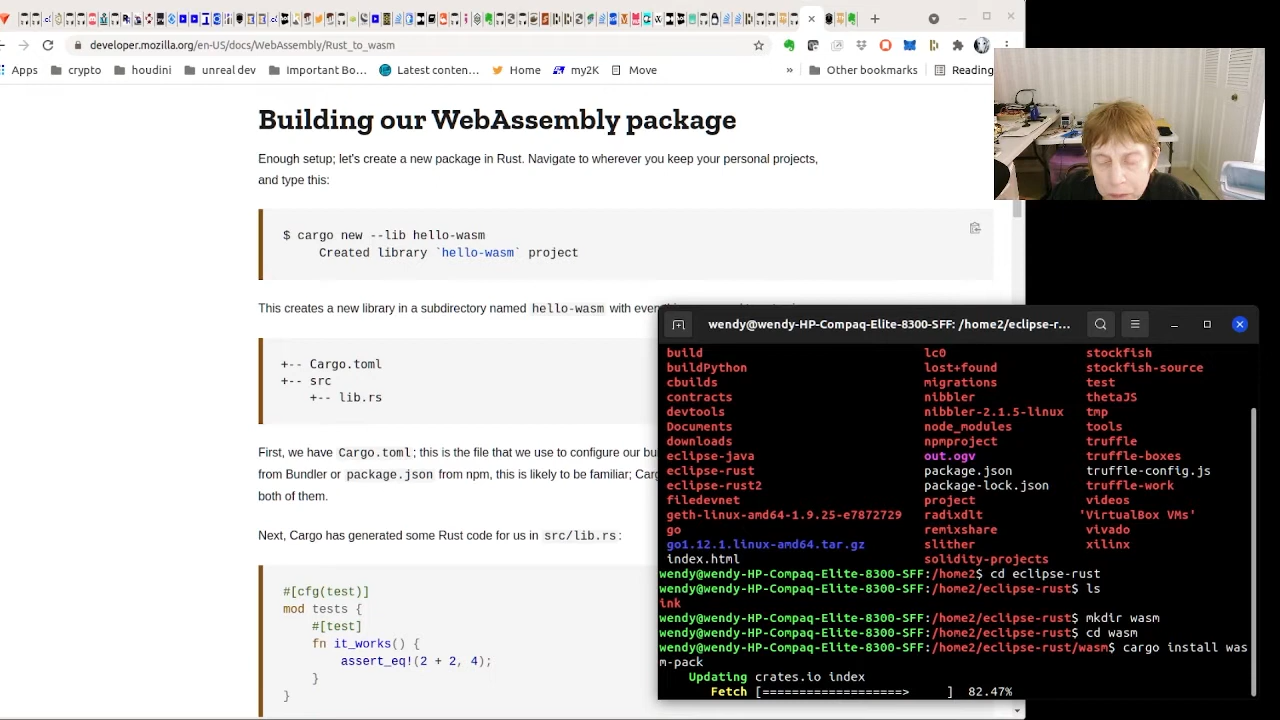 developer.mozilla.org/en-US/docs/WebAssembly/Rust_to_wasm
Apps crypto houdini unreal dev Important Bo... Latest conten... Home my2K Move » Other bookmarks Reading
Building our WebAssembly package
Enough setup; let's create a new package in Rust. Navigate to wherever you keep your personal projects,
and type this:
$ cargo new --lib hello-wasm
Created library `hello-wasm` project
This creates a new library in a subdirectory named hello-wasm with
+-- Cargo.toml
+-- src
+-- lib.rs
First, we have Cargo.toml; this is the file that we use to configure our
from Bundler or package.json from npm, this is likely to be familiar;
both of them.
Next, Cargo has generated some Rust code for us in src/lib.rs:
#[cfg(test)]
mod tests {
#[test]
fn it_works() {
assert_eq!(2 + 2, 4);
}
}
wendy@wendy-HP-Compaq-Elite-8300-SFF: /home2/eclipse-r...
build lc0 stockfish
buildPython lost+found stockfish-source
cbuilds migrations test
contracts nibbler thetaJS
devtools nibbler-2.1.5-linux tmp
Documents node_modules tools
downloads npmproject truffle
eclipse-java out.ogv truffle-boxes
eclipse-rust package.json truffle-config.js
eclipse-rust2 package-lock.json truffle-work
filedevnet project videos
geth-linux-amd64-1.9.25-e7872729 radixdlt 'VirtualBox VMs'
go remixshare vivado
go1.12.1.linux-amd64.tar.gz slither xilinx
index.html solidity-projects
wendy@wendy-HP-Compaq-Elite-8300-SFF:/home2$ cd eclipse-rust
wendy@wendy-HP-Compaq-Elite-8300-SFF:/home2/eclipse-rust$ ls
ink
wendy@wendy-HP-Compaq-Elite-8300-SFF:/home2/eclipse-rust$ mkdir wasm
wendy@wendy-HP-Compaq-Elite-8300-SFF:/home2/eclipse-rust$ cd wasm
wendy@wendy-HP-Compaq-Elite-8300-SFF:/home2/eclipse-rust/wasm$ cargo install was
m-pack
Updating crates.io index
Fetch [===================> ] 82.47%